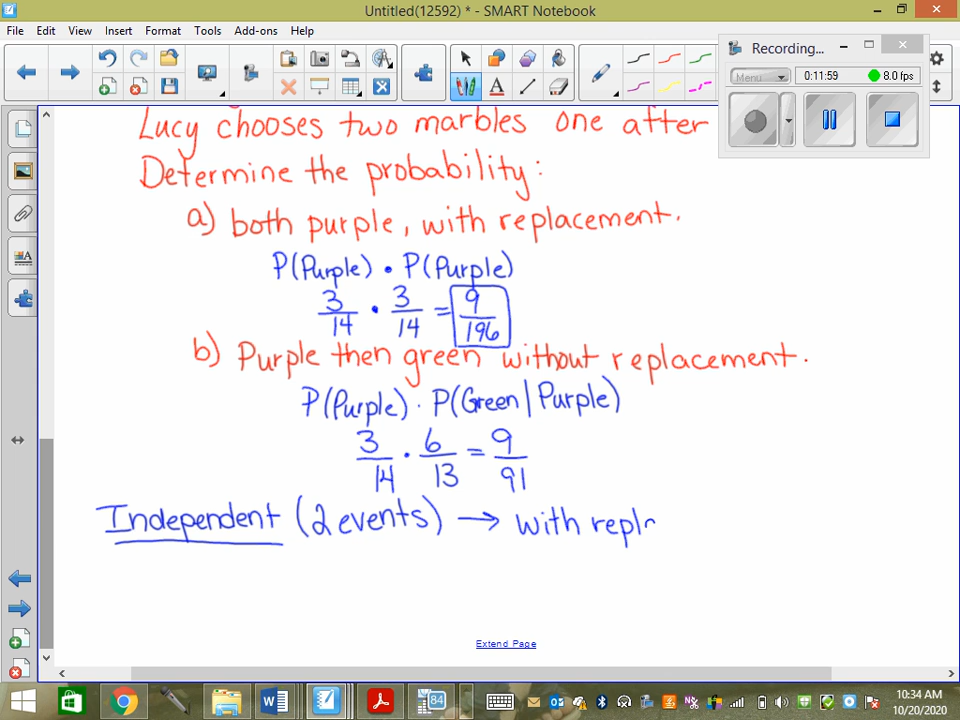 Untitled(12592) * - SMART Notebook
File Edit View Insert Format Tools Add-ons Help
Recording...
Menu 0:11:59 8.0 fps
Lucy chooses two marbles one after
Determine the probability:
a) both purple, with replacement.
P(Purple) • P(Purple)
3/14 • 3/14 = 9/196
b) Purple then green without replacement.
P(Purple) · P(Green | Purple)
3/14 • 6/13 = 9/91
Independent (2 events) → with repl
Extend Page
84
10:34 AM
10/20/2020